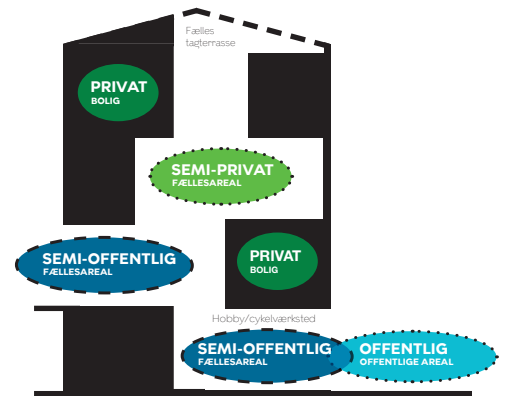 Fælles
tagterrasse
PRIVAT
BOLIG
SEMI-PRIVAT
FÆLLESAREAL
SEMI-OFFENTLIG
FÆLLESAREAL
PRIVAT
BOLIG
Hobby/cykelværksted
SEMI-OFFENTLIG
FÆLLESAREAL
OFFENTLIG
OFFENTLIGE AREAL